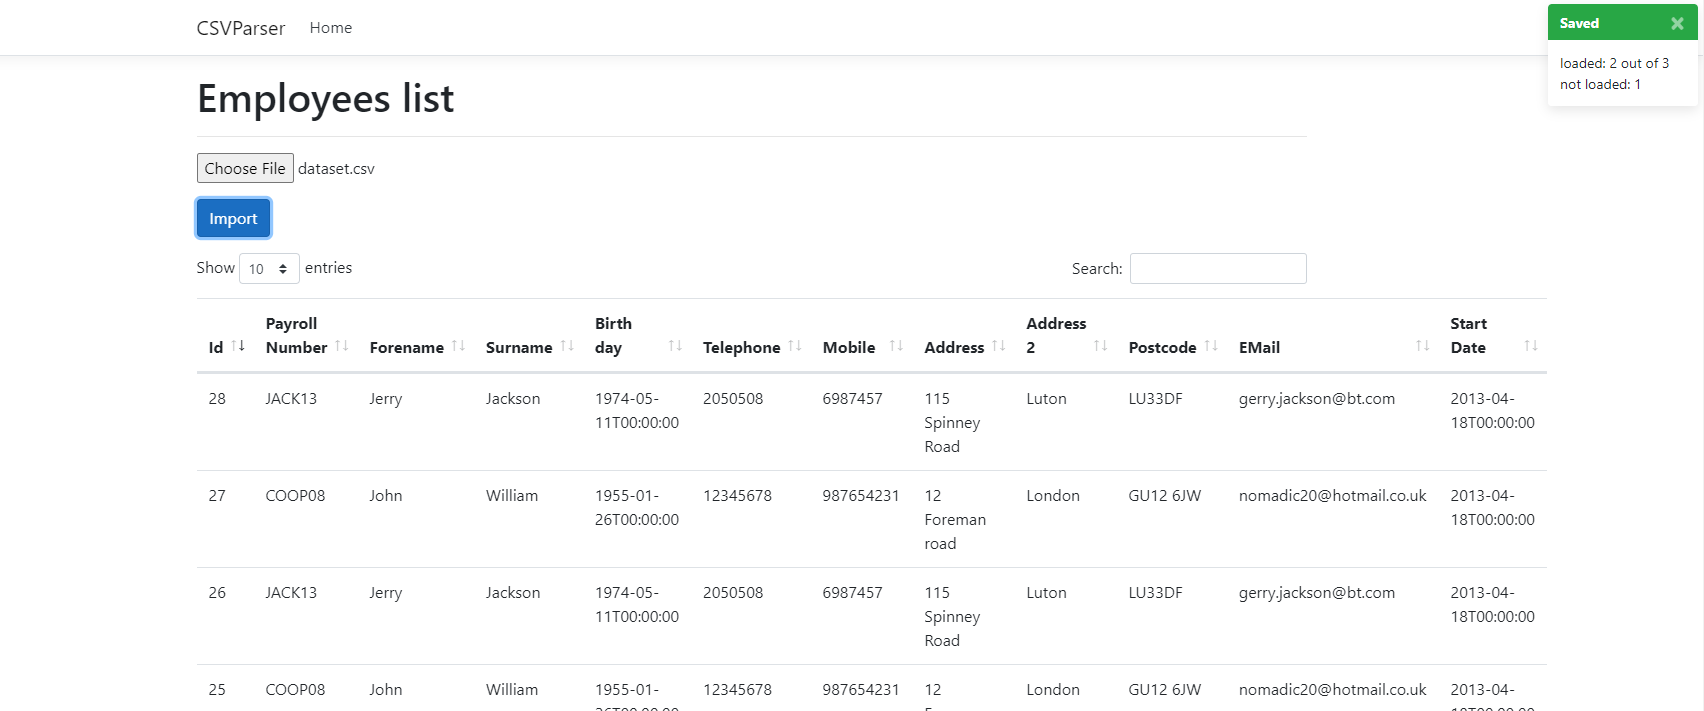 CSVParser Home
Saved ×
loaded: 2 out of 3
not loaded: 1
Employees list
Choose File dataset.csv
Import
Show 10 entries Search:
Id Payroll Number Forename Surname Birth day Telephone Mobile Address Address 2 Postcode EMail Start Date
28 JACK13 Jerry Jackson 1974-05- 2050508 6987457 115 Luton LU33DF gerry.jackson@bt.com 2013-04-
11T00:00:00 Spinney 18T00:00:00
Road
27 COOP08 John William 1955-01- 12345678 987654231 12 London GU12 6JW nomadic20@hotmail.co.uk 2013-04-
26T00:00:00 Foreman 18T00:00:00
road
26 JACK13 Jerry Jackson 1974-05- 2050508 6987457 115 Luton LU33DF gerry.jackson@bt.com 2013-04-
11T00:00:00 Spinney 18T00:00:00
Road
25 COOP08 John William 1955-01- 12345678 987654231 12 London GU12 6JW nomadic20@hotmail.co.uk 2013-04-